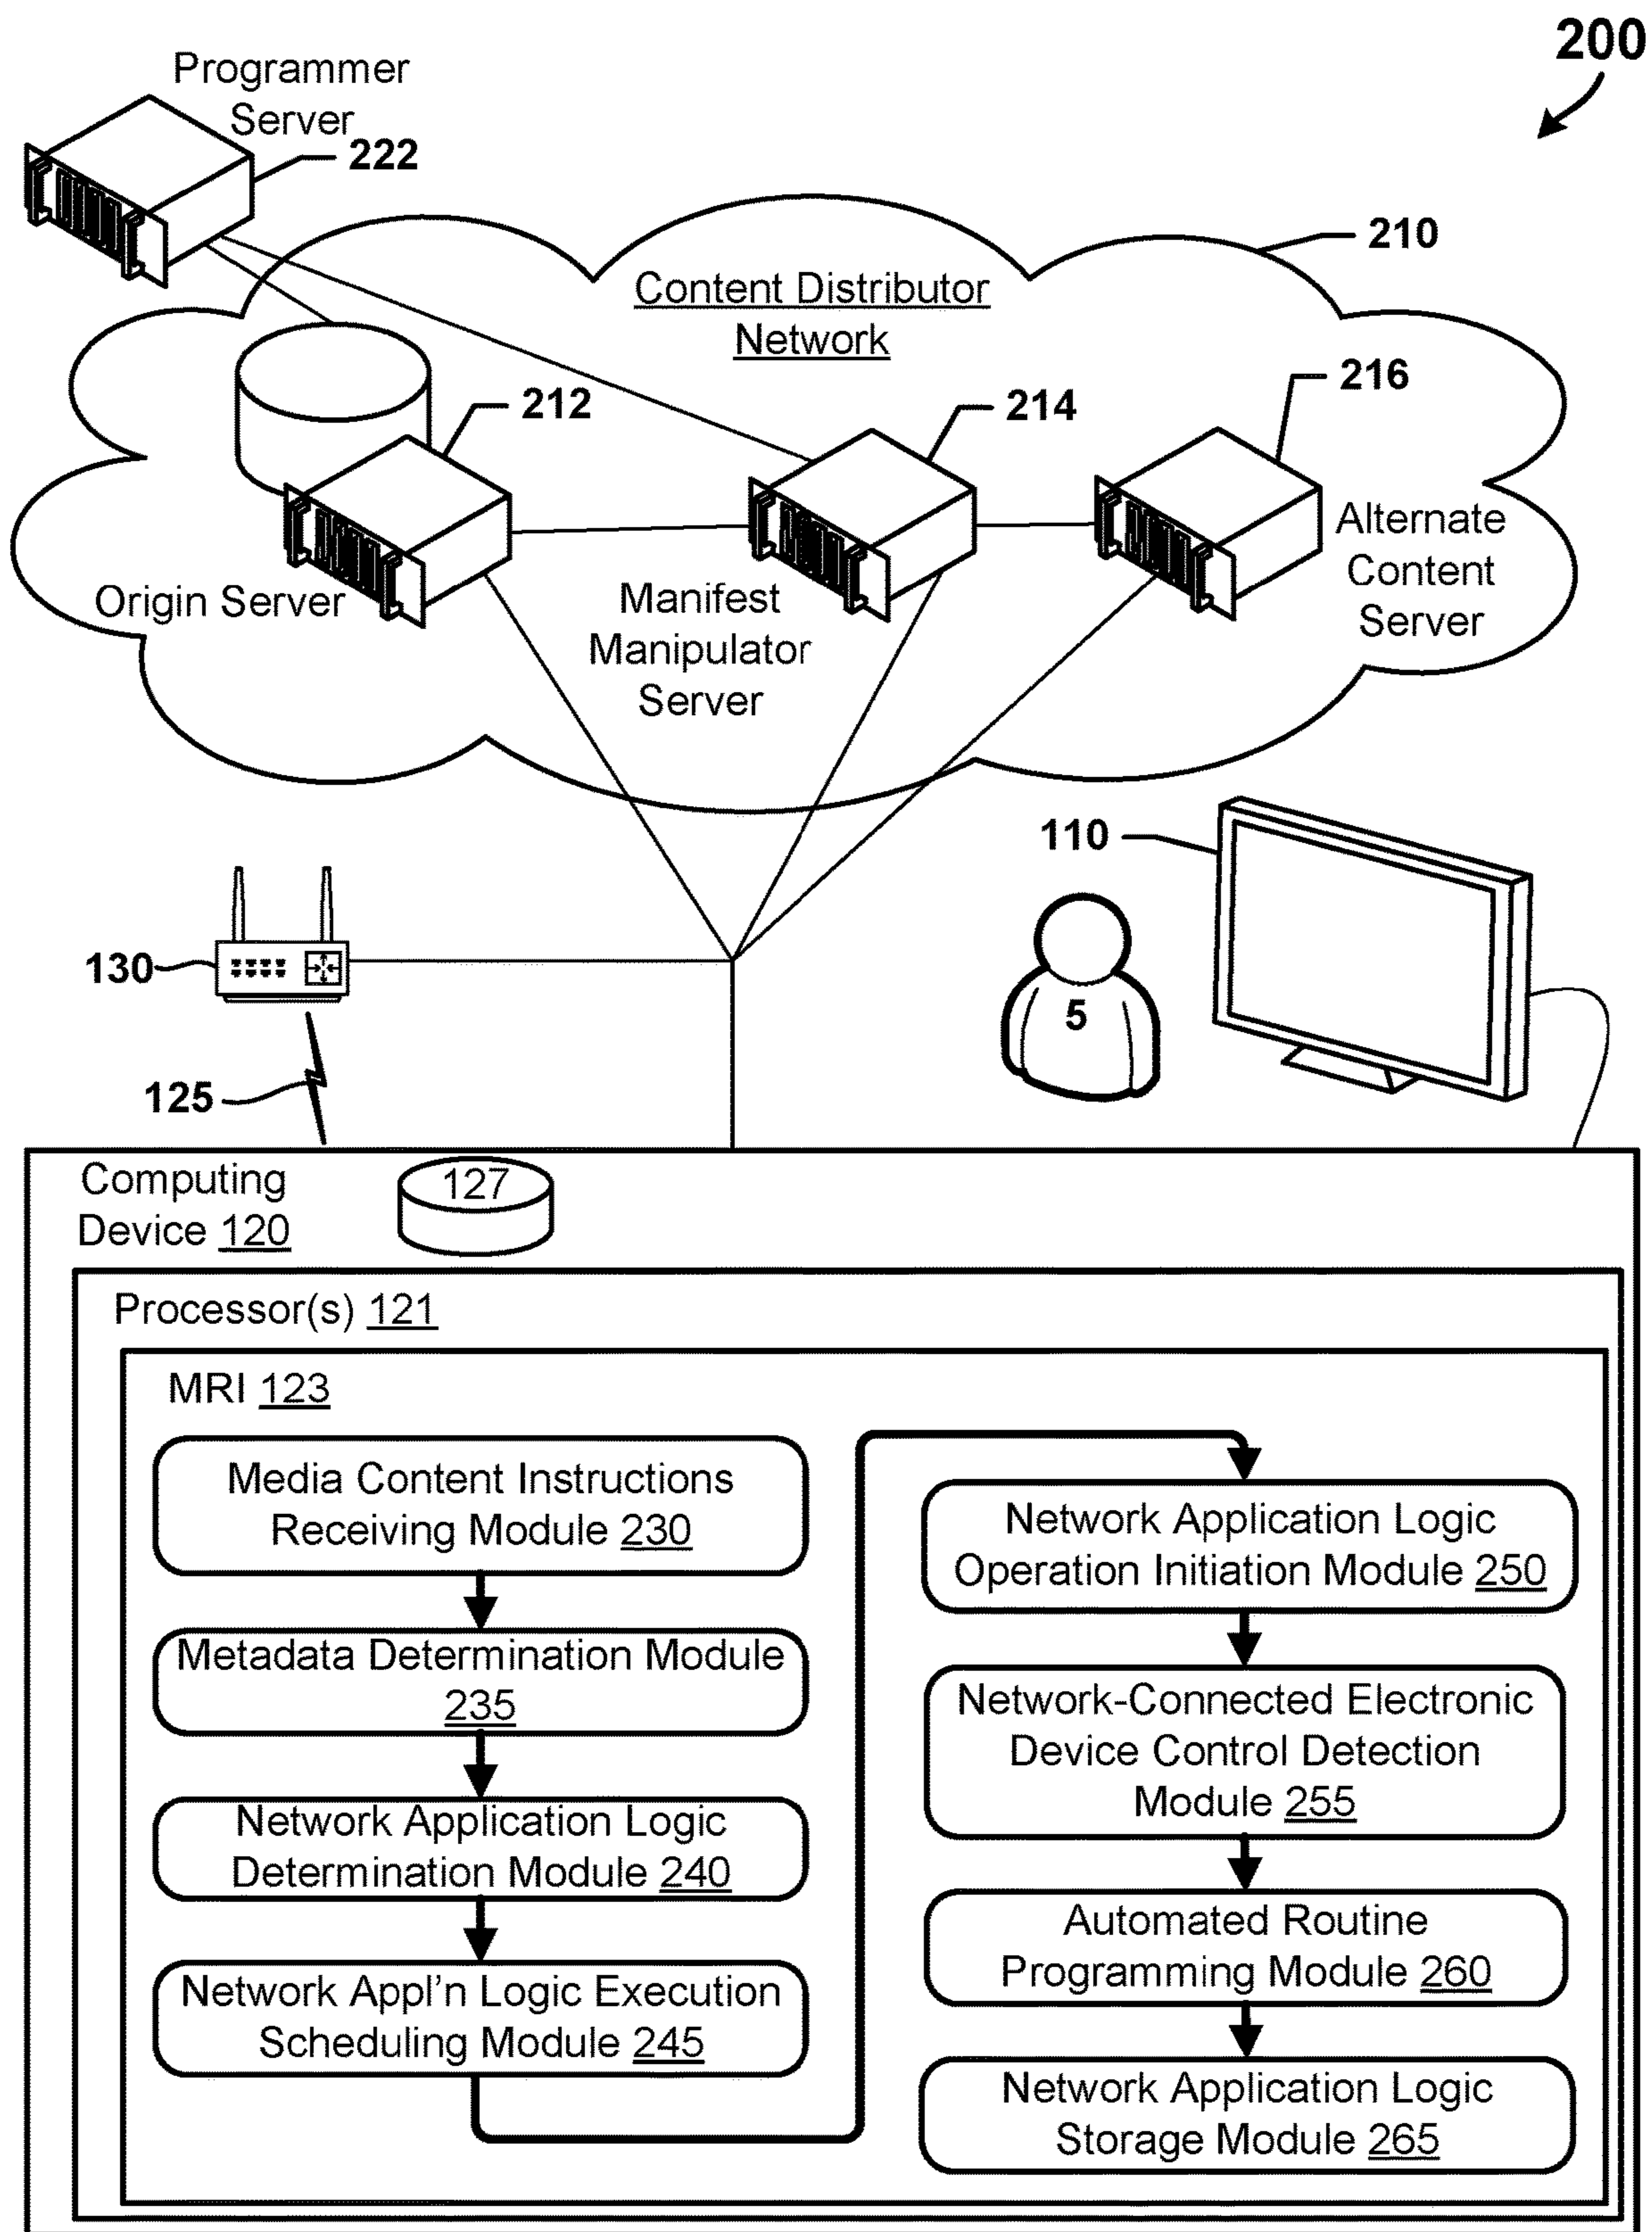 200
Programmer
Server
222
210
Content Distributor
Network
212
214
216
Origin Server
Manifest
Manipulator
Server
Alternate
Content
Server
110
130
5
125
Computing
Device 120
127
Processor(s) 121
MRI 123
Media Content Instructions
Receiving Module 230
Metadata Determination Module
235
Network Application Logic
Determination Module 240
Network Appl'n Logic Execution
Scheduling Module 245
Network Application Logic
Operation Initiation Module 250
Network-Connected Electronic
Device Control Detection
Module 255
Automated Routine
Programming Module 260
Network Application Logic
Storage Module 265